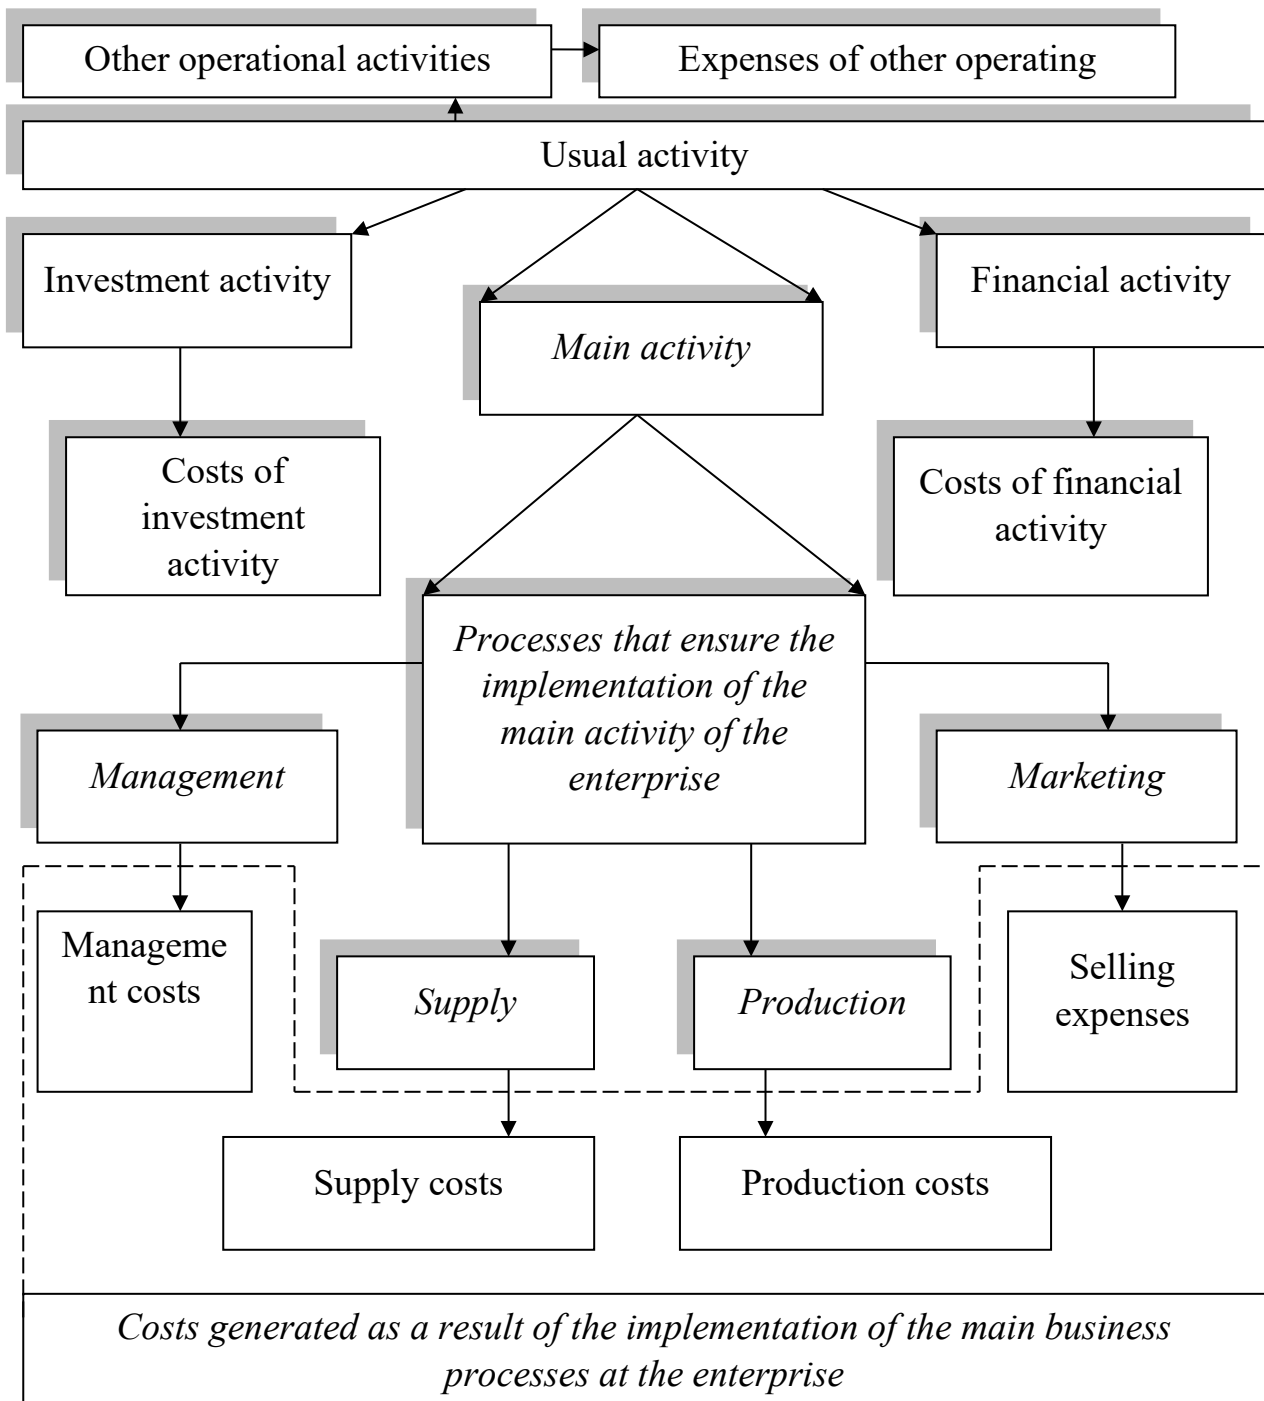 Other operational activities
Expenses of other operating
Usual activity
Investment activity
Financial activity
Main activity
Costs of
investment
activity
Costs of financial
activity
Processes that ensure the
implementation of the
main activity of the
enterprise
Management
Marketing
Manageme
nt costs
Supply
Production
Selling
expenses
Supply costs
Production costs
Costs generated as a result of the implementation of the main business
processes at the enterprise